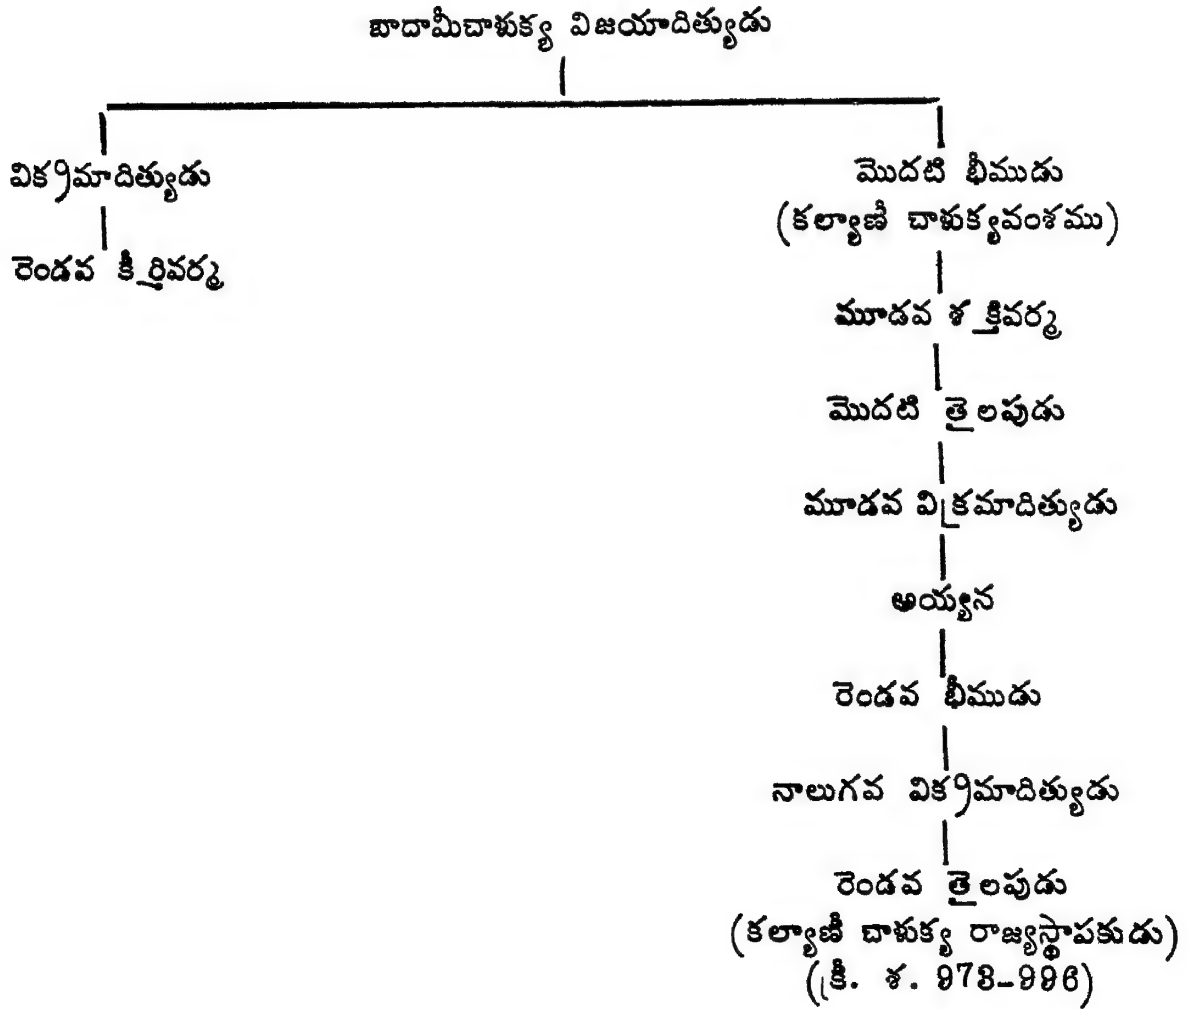 బాదామీచాళుక్య విజయాదిత్యుడు
విక్రమాదిత్యుడు
రెండవ కీర్తివర్మ
మొదటి భీముడు
(కల్యాణీ చాళుక్యవంశము)
మూడవ శక్తివర్మ
మొదటి తైలపుడు
మూడవ విక్రమాదిత్యుడు
అయ్యన
రెండవ భీముడు
నాలుగవ విక్రమాదిత్యుడు
రెండవ తైలపుడు
(కల్యాణీ చాళుక్య రాజ్యస్థాపకుడు)
(క్రీ. శ. 973-996)